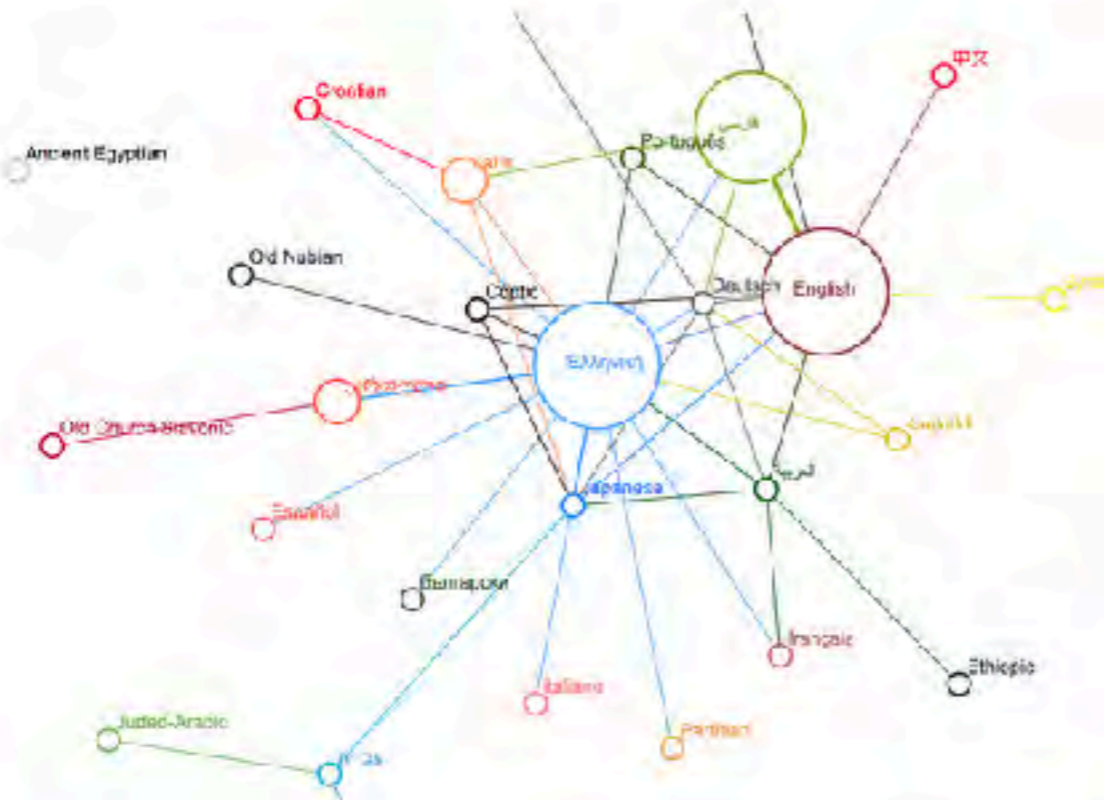 中文
Croatian
Português
Ancient Egyptian
Old Nubian
Coptic
Deutsch
English
Ελληνική
Old Church Slavonic
Japanese
Español
français
Ethiopic
Italiano
Parthian
Judeo-Arabic